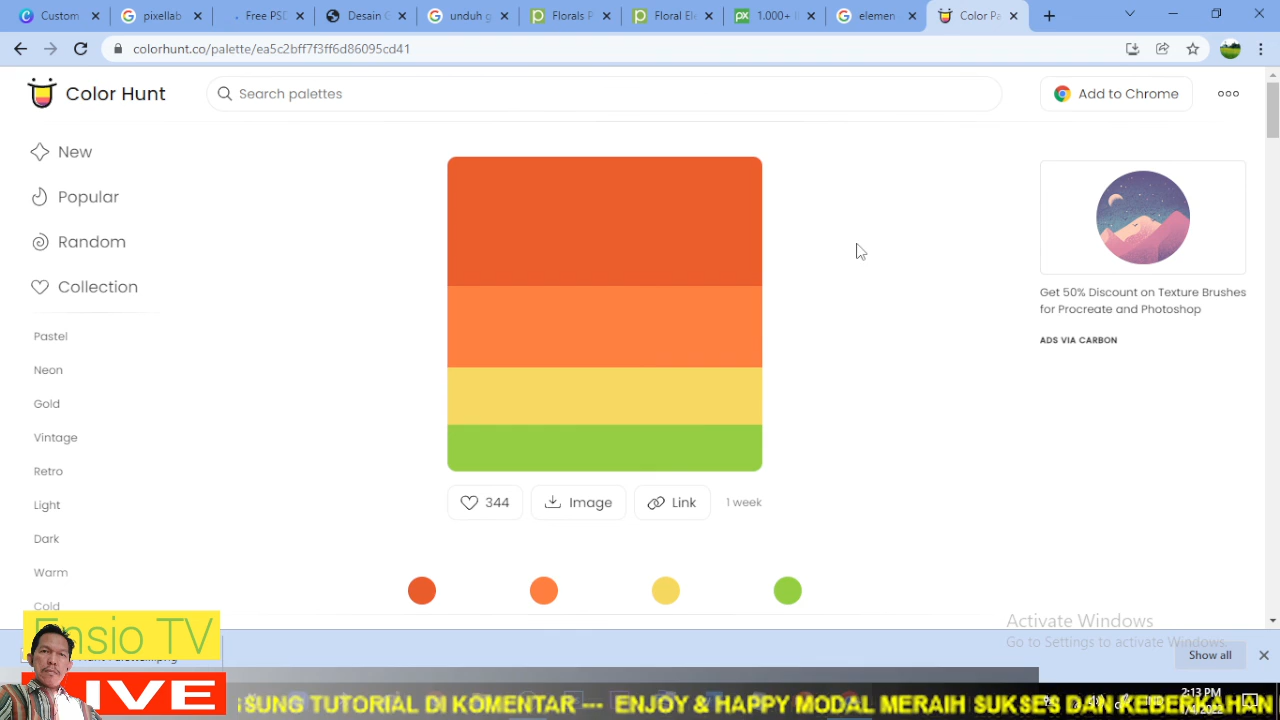 Custom
pixellab
Free PSD
Desain G
unduh g
Florals P
Floral Ele
1.000+
elemen
Color Pa
colorhunt.co/palette/ea5c2bff7f3ff6d86095cd41
Color Hunt
Search palettes
Add to Chrome
New
Popular
Random
Collection
Pastel
Neon
Gold
Vintage
Retro
Light
Dark
Warm
Cold
344
Image
Link
1 week
Get 50% Discount on Texture Brushes
for Procreate and Photoshop
ADS VIA CARBON
Activate Windows
Go to Settings to activate Windows.
Show all
Ensio TV
LIVE
2:13 PM
SUNG TUTORIAL DI KOMENTAR --- ENJOY & HAPPY MODAL MERAIH SUKSES DAN KEBERKAHAN